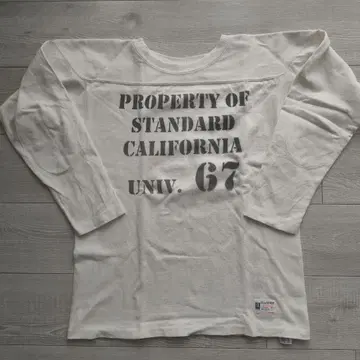 PROPERTY OF
STANDARD
CALIFORNIA
UNIV. 67